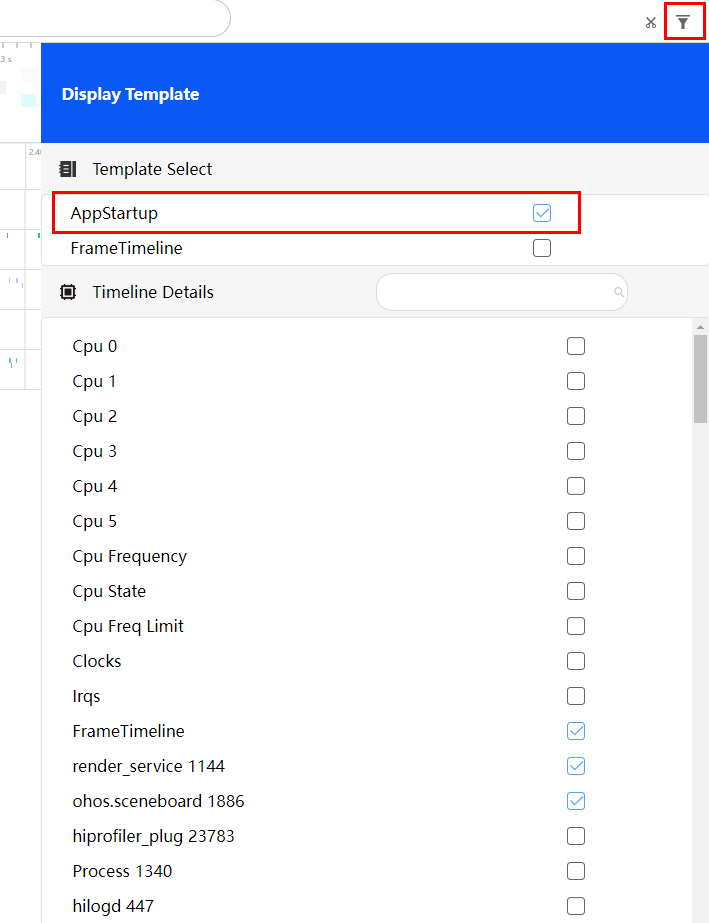 3 s
Display Template
2.4
Template Select
AppStartup
FrameTimeline
Timeline Details
Cpu 0
Cpu 1
Cpu 2
Cpu 3
Cpu 4
Cpu 5
Cpu Frequency
Cpu State
Cpu Freq Limit
Clocks
Irqs
FrameTimeline
render_service 1144
ohos.sceneboard 1886
hiprofiler_plug 23783
Process 1340
hilogd 447